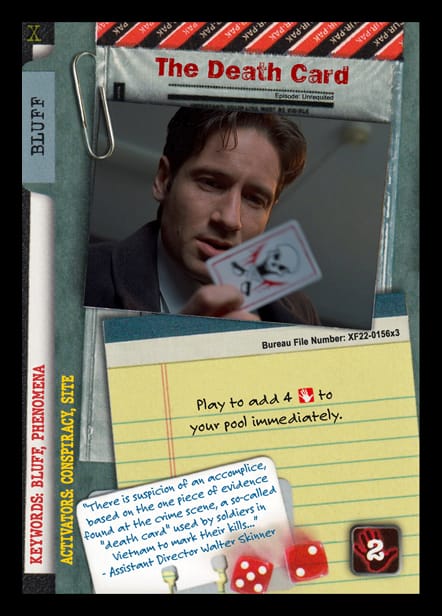 X
BLUFF
The Death Card
Episode: Unrequited
Bureau File Number: XF22-0156x3
Play to add 4 to
your pool immediately.
KEYWORDS: BLUFF, PHENOMENA
ACTIVATORS: CONSPIRACY, SITE
"There is suspicion of an accomplice,
based on the one piece of evidence
found at the crime scene, a so-called
"death card" used by soldiers in
Vietnam to mark their kills..."
- Assistant Director Walter Skinner
2